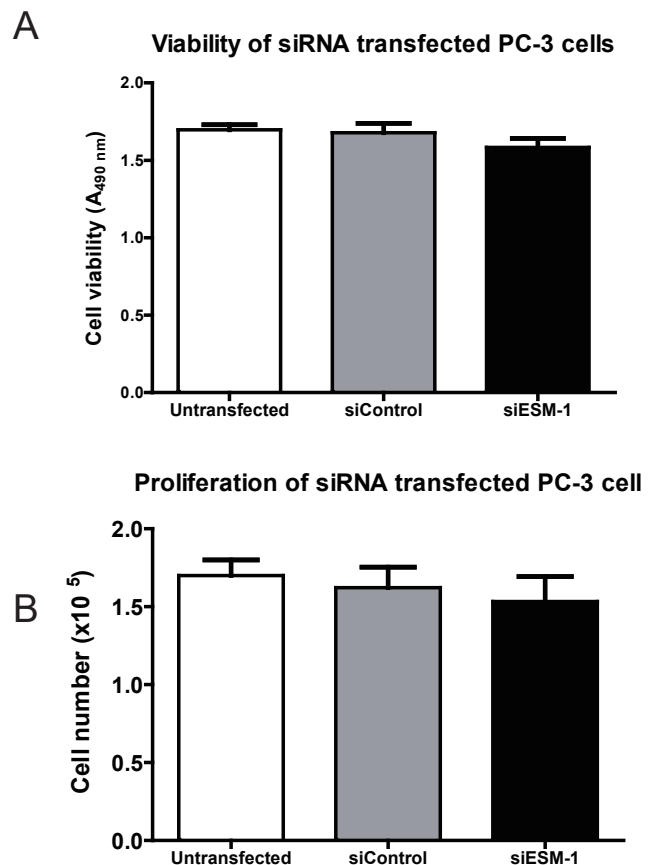 A
Viability of siRNA transfected PC-3 cells
Cell viability (A490 nm)
2.0
1.5
1.0
0.5
0.0
Untransfected siControl siESM-1
Proliferation of siRNA transfected PC-3 cell
B
Cell number (x10 5)
2.0
1.5
1.0
0.5
0.0
Untransfected siControl siESM-1